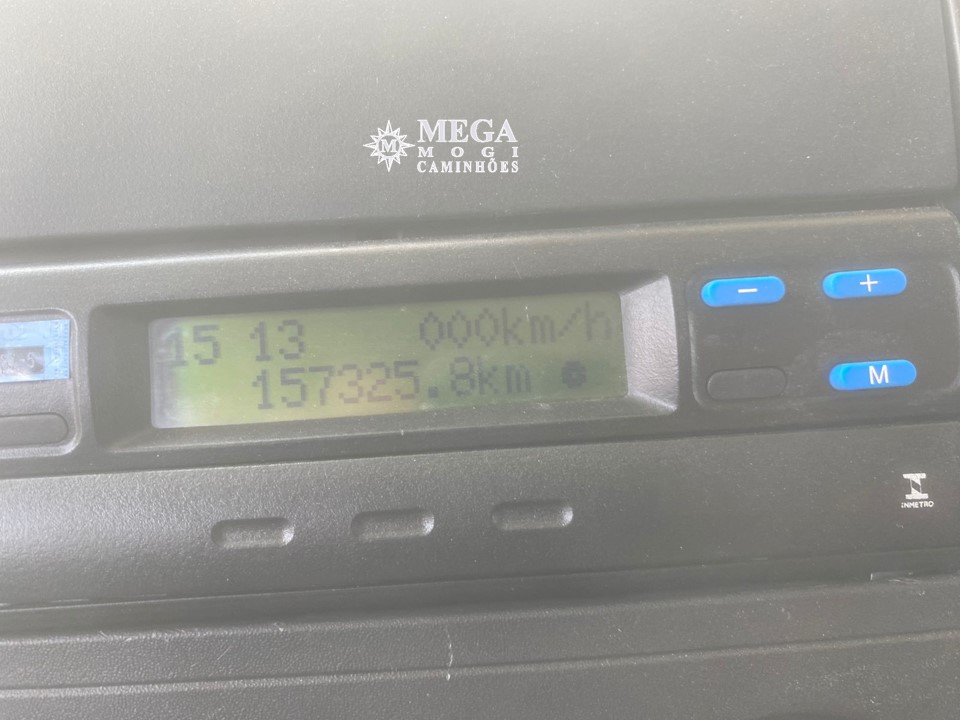 M
MEGA
MOGI
CAMINHÕES
15 13 000km/h
157325.8km
− +
M
INMETRO